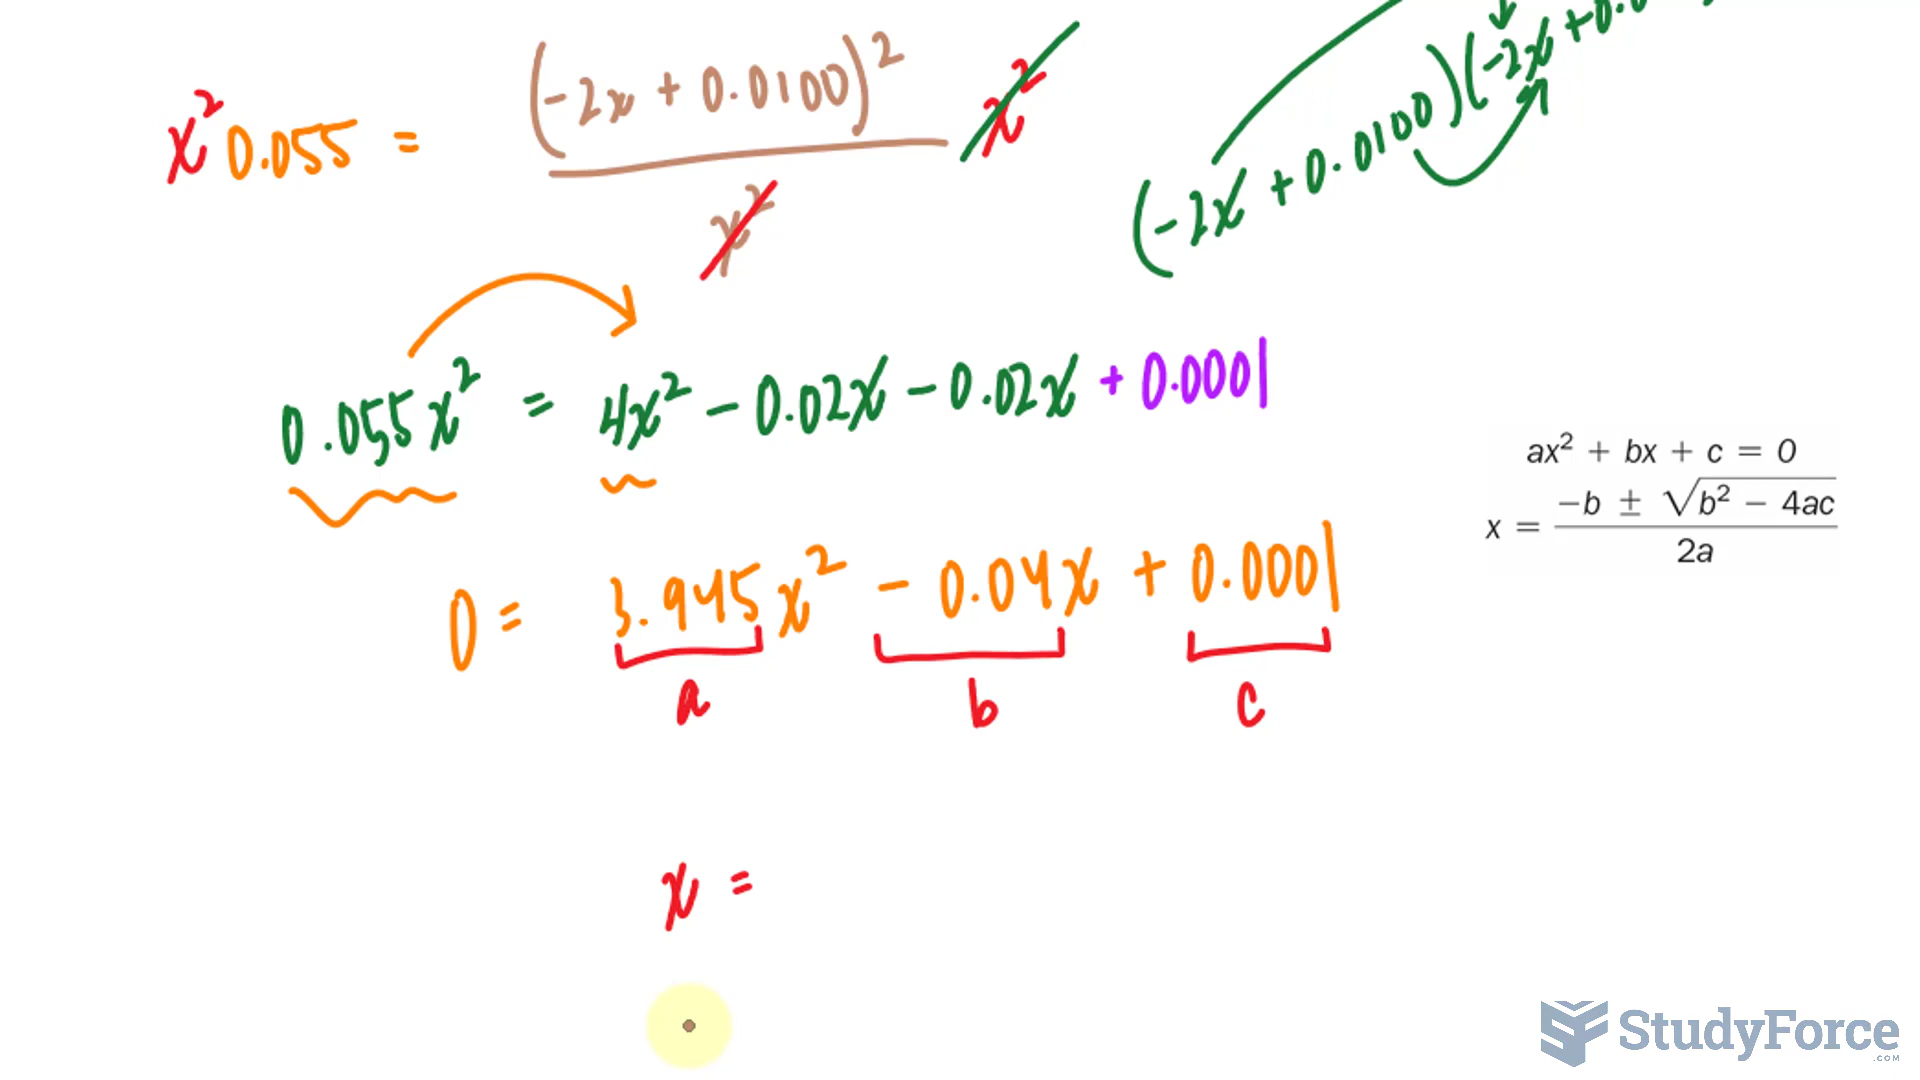 x² 0.055 = (-2x + 0.0100)² / x² x²
(-2x + 0.0100)(-2x + 0.0
0.055x² = 4x² - 0.02x - 0.02x + 0.0001
ax² + bx + c = 0
x = -b ± √b² - 4ac / 2a
0 = 3.945x² - 0.04x + 0.0001
a b c
x =
StudyForce
.COM